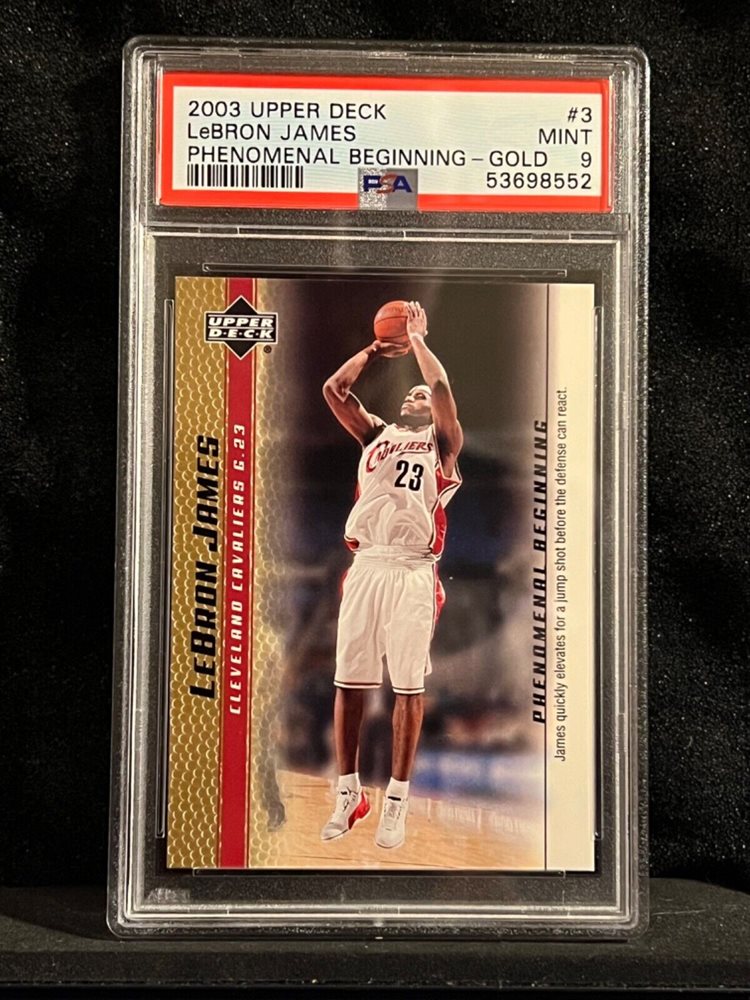 2003 UPPER DECK #3
LeBRON JAMES MINT
PHENOMENAL BEGINNING – GOLD 9
PSA 53698552
UPPER
D·E·C·K
®
LeBRON JAMES
CLEVELAND CAVALIERS G.23
CAVALIERS
23
PHENOMENAL BEGINNING
James quickly elevates for a jump shot before the defense can react.